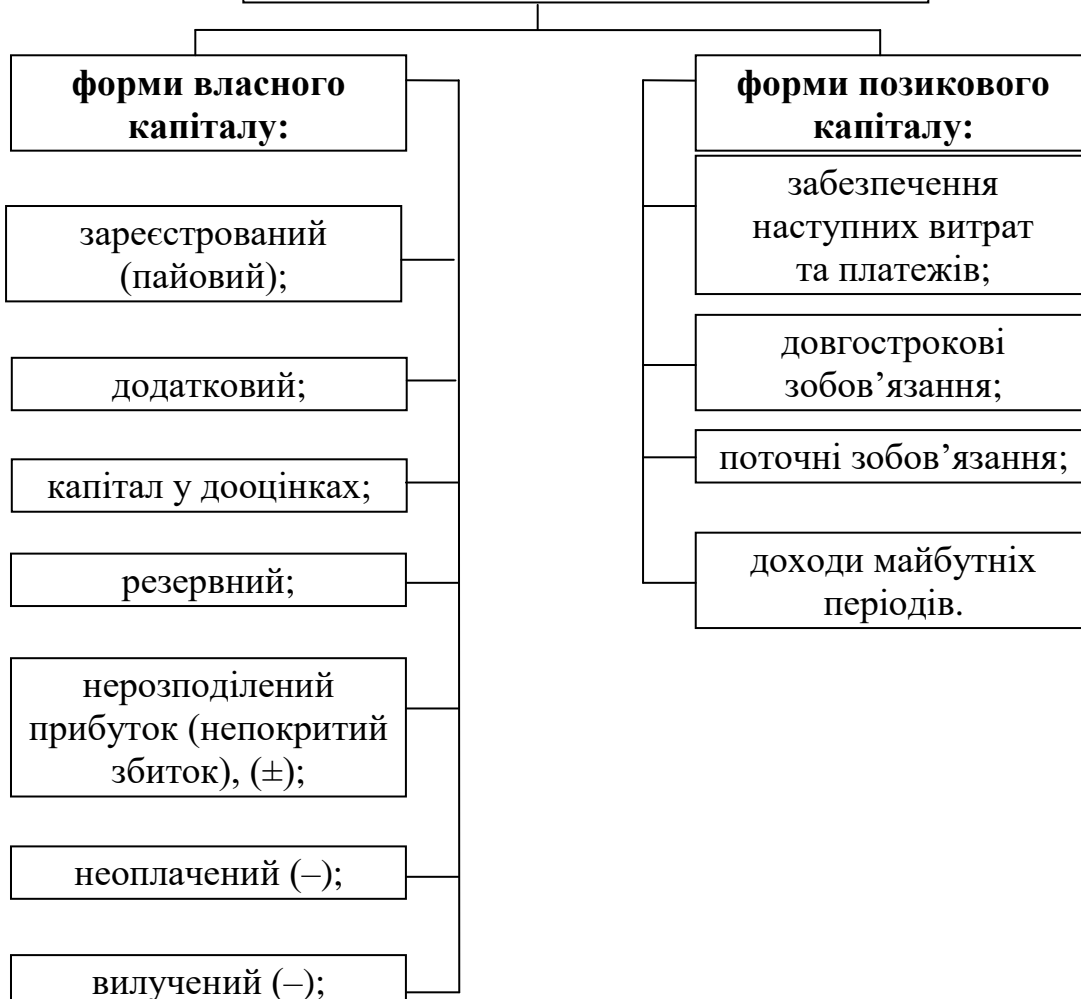 форми власного
капіталу:
зареєстрований
(пайовий);
додатковий;
капітал у дооцінках;
резервний;
нерозподілений
прибуток (непокритий
збиток), (±);
неоплачений (–);
вилучений (–);
форми позикового
капіталу:
забезпечення
наступних витрат
та платежів;
довгострокові
зобов’язання;
поточні зобов’язання;
доходи майбутніх
періодів.